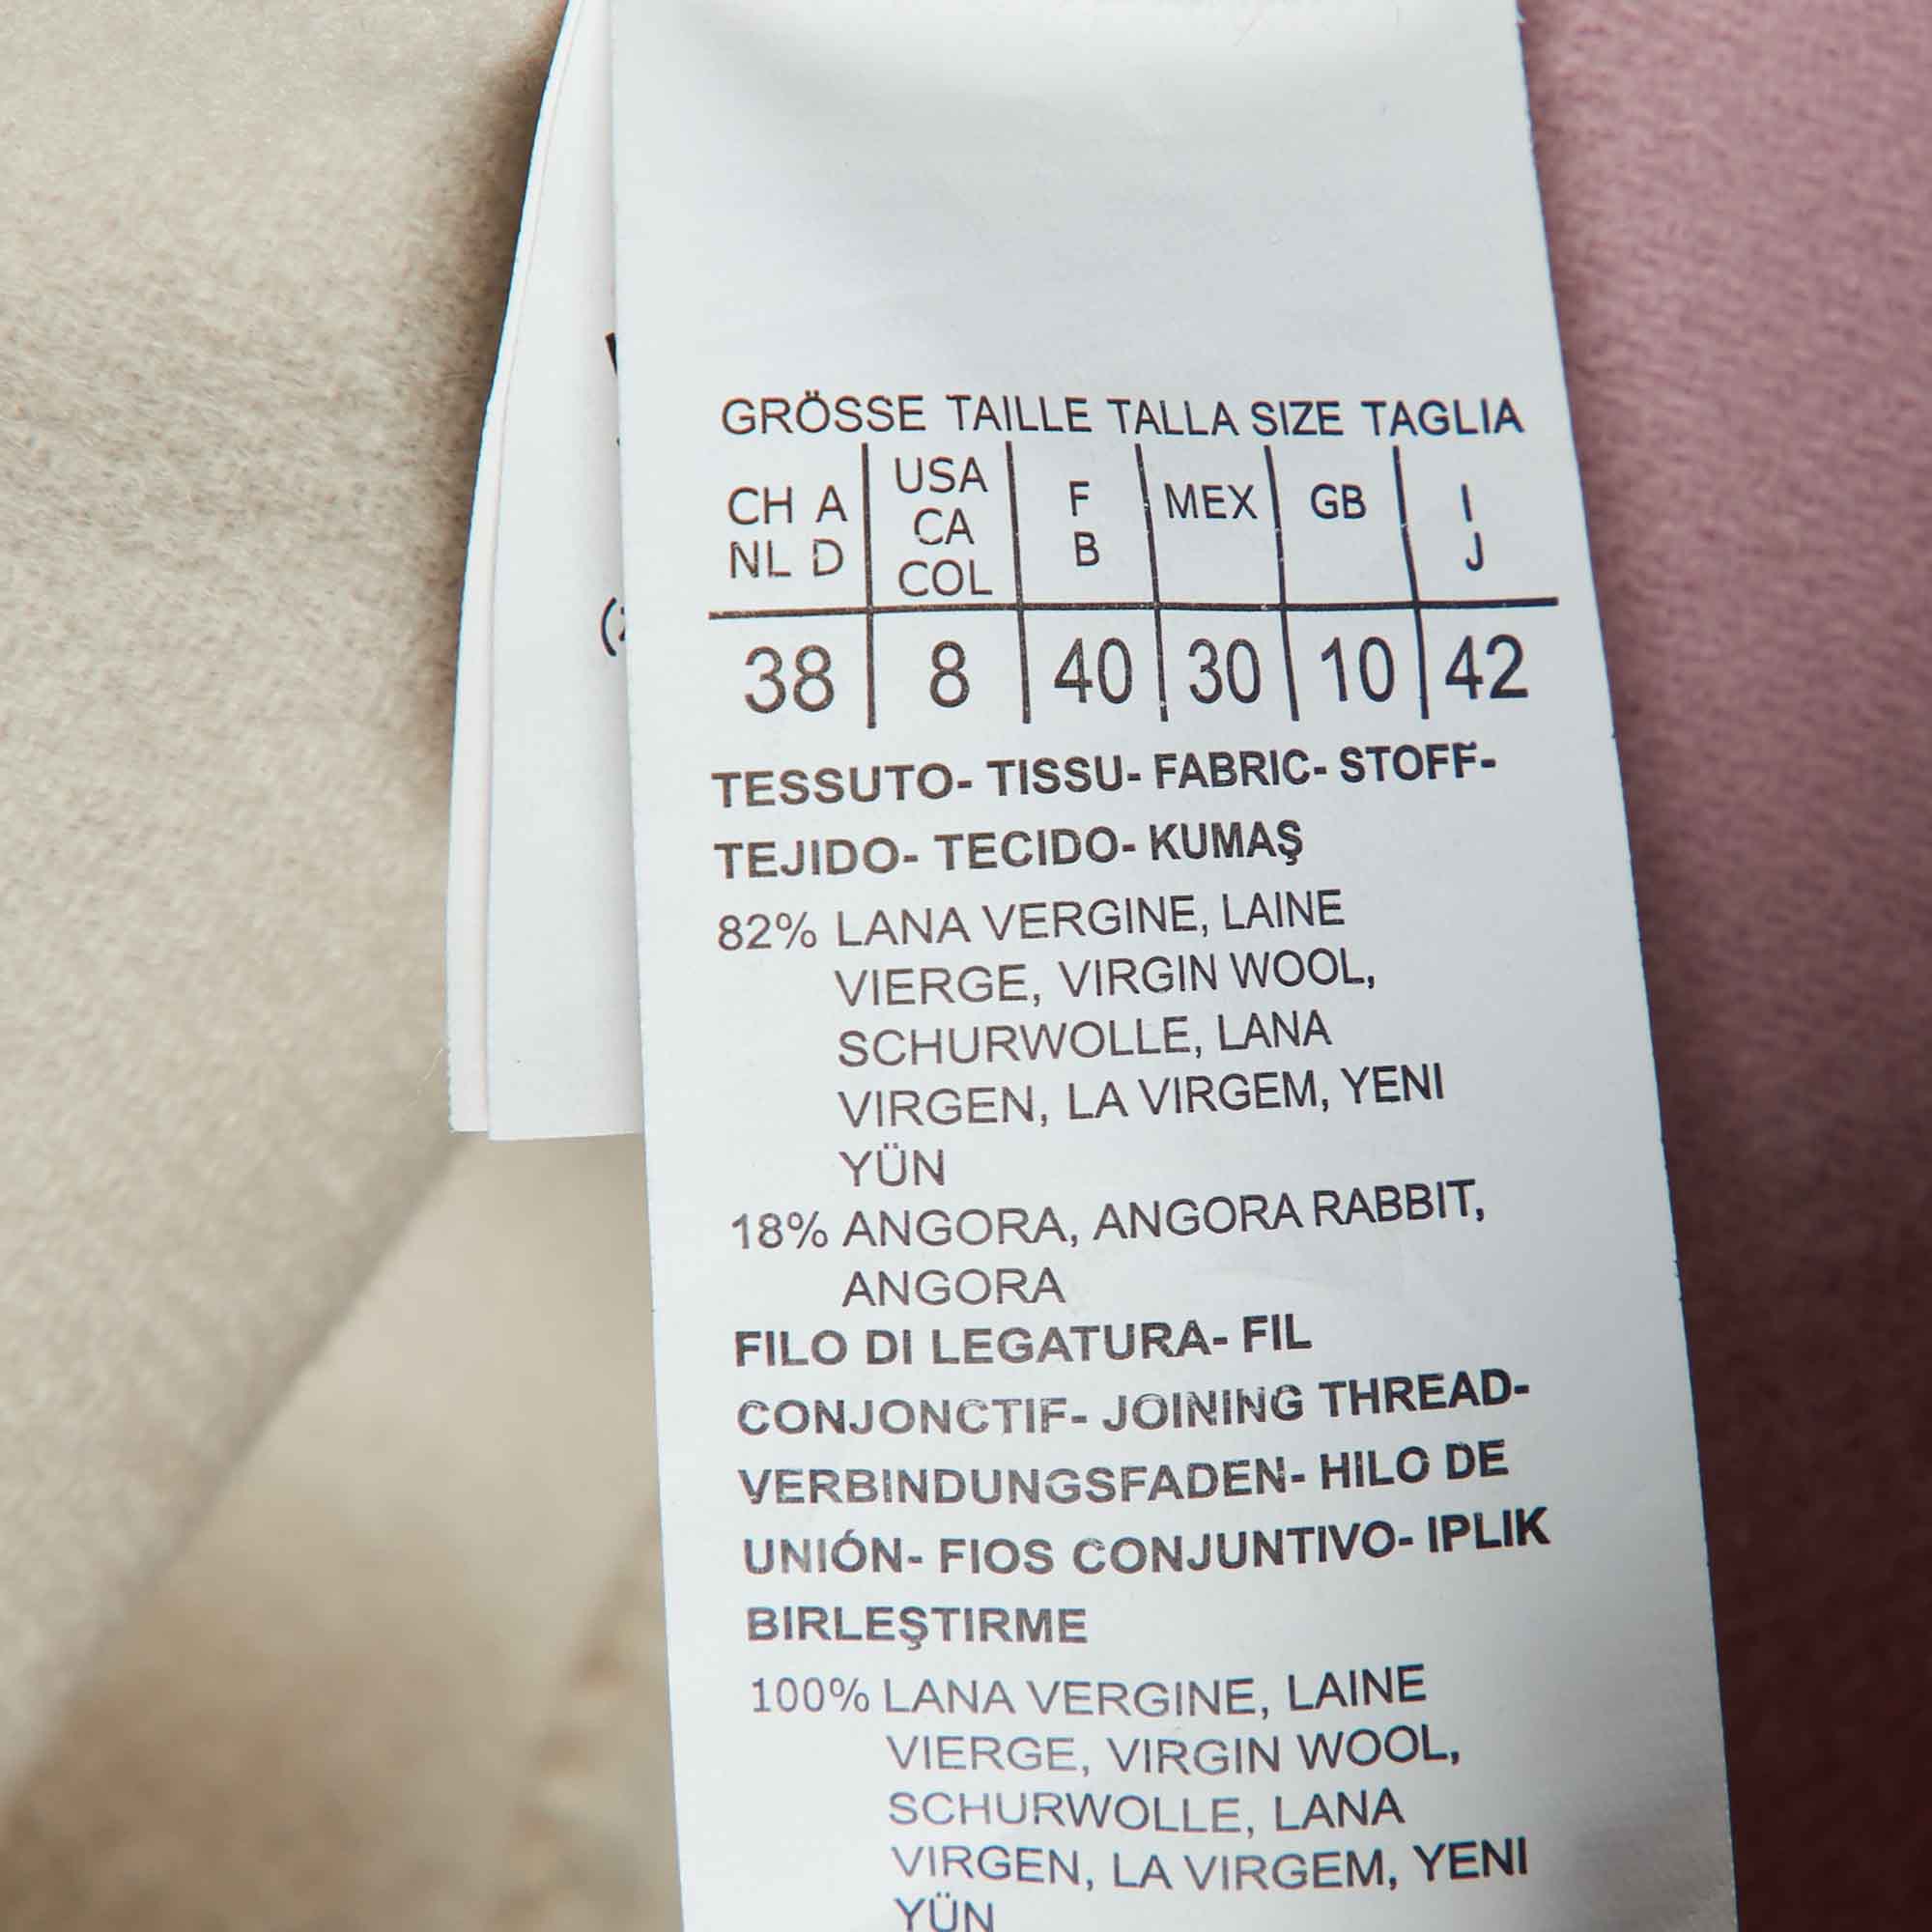 GRÖSSE TAILLE TALLA SIZE TAGLIA
CH A NL D | USA CA COL | F B | MEX | GB | I J
38 | 8 | 40 | 30 | 10 | 42
TESSUTO- TISSU- FABRIC- STOFF-
TEJIDO- TECIDO- KUMAŞ
82% LANA VERGINE, LAINE
VIERGE, VIRGIN WOOL,
SCHURWOLLE, LANA
VIRGEN, LA VIRGEM, YENI
YÜN
18% ANGORA, ANGORA RABBIT,
ANGORA
FILO DI LEGATURA- FIL
CONJONCTIF- JOINING THREAD-
VERBINDUNGSFADEN- HILO DE
UNIÓN- FIOS CONJUNTIVO- IPLIK
BIRLEŞTIRME
100% LANA VERGINE, LAINE
VIERGE, VIRGIN WOOL,
SCHURWOLLE, LANA
VIRGEN, LA VIRGEM, YENI
YÜN